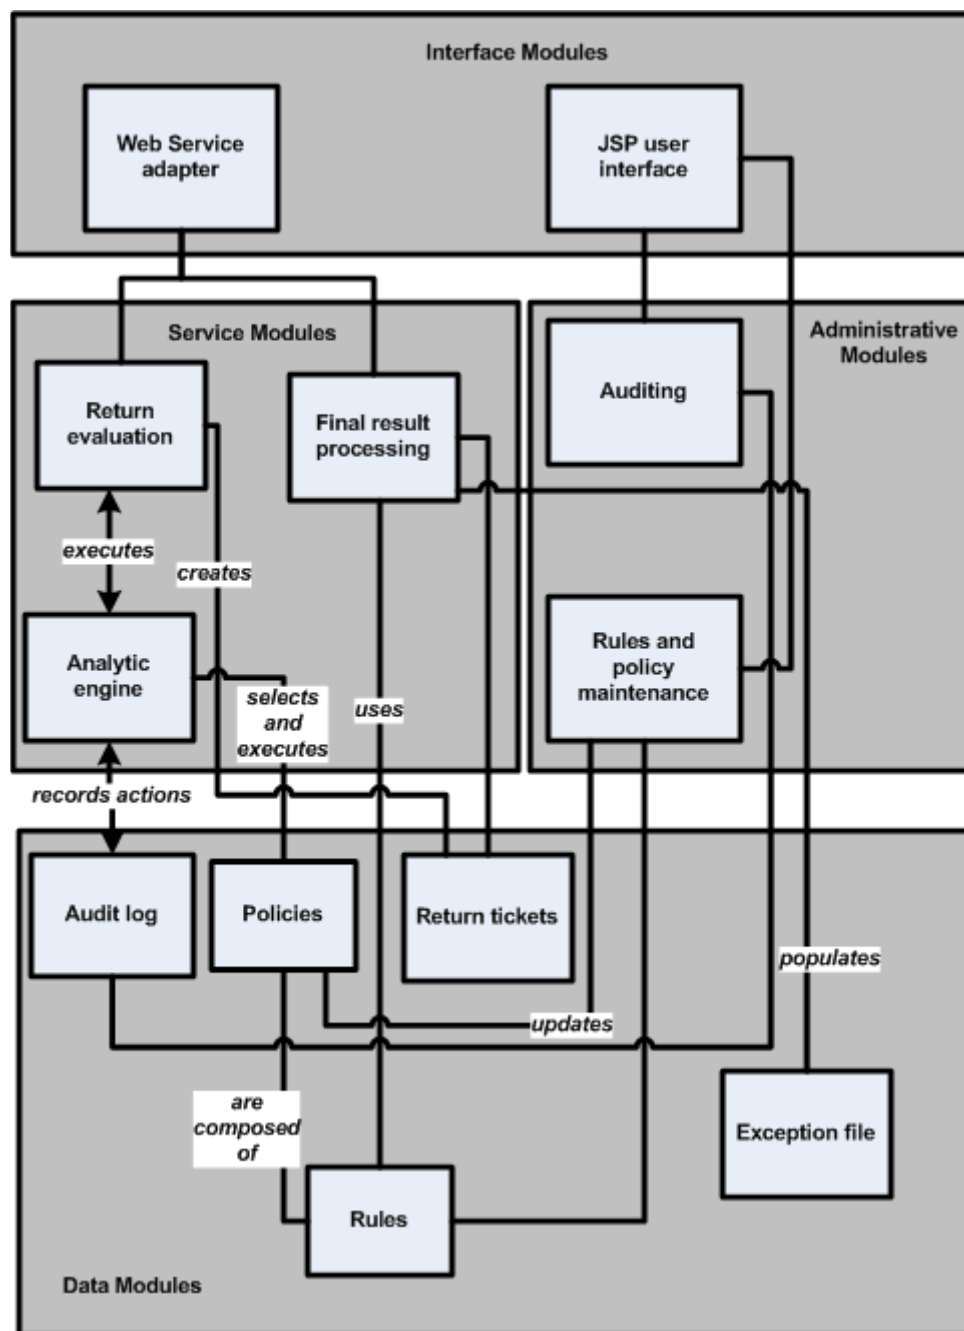 Interface Modules
Web Service
adapter
JSP user
interface
Service Modules
Administrative
Modules
Return
evaluation
Final result
processing
Auditing
executes
creates
Analytic
engine
selects
and
executes
uses
Rules and
policy
maintenance
records actions
Audit log
Policies
Return tickets
populates
updates
are
composed
of
Exception file
Rules
Data Modules